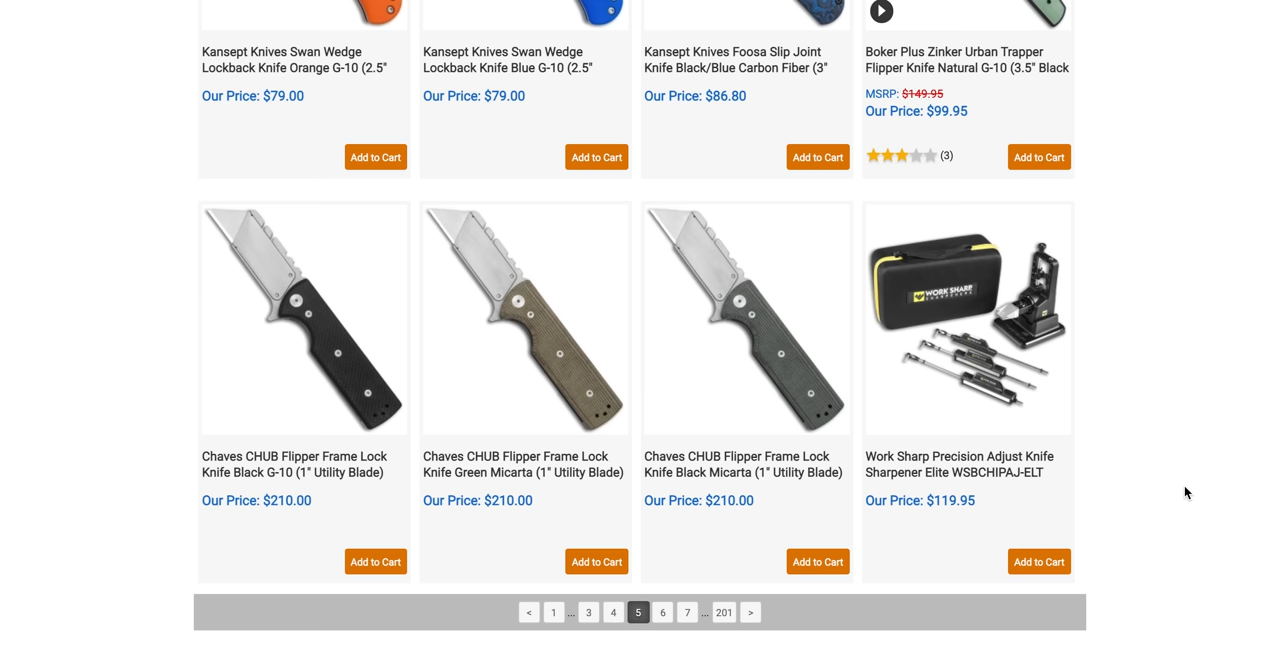 Kansept Knives Swan Wedge
Lockback Knife Orange G-10 (2.5"
Our Price: $79.00
Add to Cart
Kansept Knives Swan Wedge
Lockback Knife Blue G-10 (2.5"
Our Price: $79.00
Add to Cart
Kansept Knives Foosa Slip Joint
Knife Black/Blue Carbon Fiber (3"
Our Price: $86.80
Add to Cart
Boker Plus Zinker Urban Trapper
Flipper Knife Natural G-10 (3.5" Black
MSRP: $149.95
Our Price: $99.95
(3)
Add to Cart
Chaves CHUB Flipper Frame Lock
Knife Black G-10 (1" Utility Blade)
Our Price: $210.00
Add to Cart
Chaves CHUB Flipper Frame Lock
Knife Green Micarta (1" Utility Blade)
Our Price: $210.00
Add to Cart
Chaves CHUB Flipper Frame Lock
Knife Black Micarta (1" Utility Blade)
Our Price: $210.00
Add to Cart
WORK SHARP
SHARPENERS
Work Sharp Precision Adjust Knife
Sharpener Elite WSBCHIPAJ-ELT
Our Price: $119.95
Add to Cart
< 1 ... 3 4 5 6 7 ... 201 >